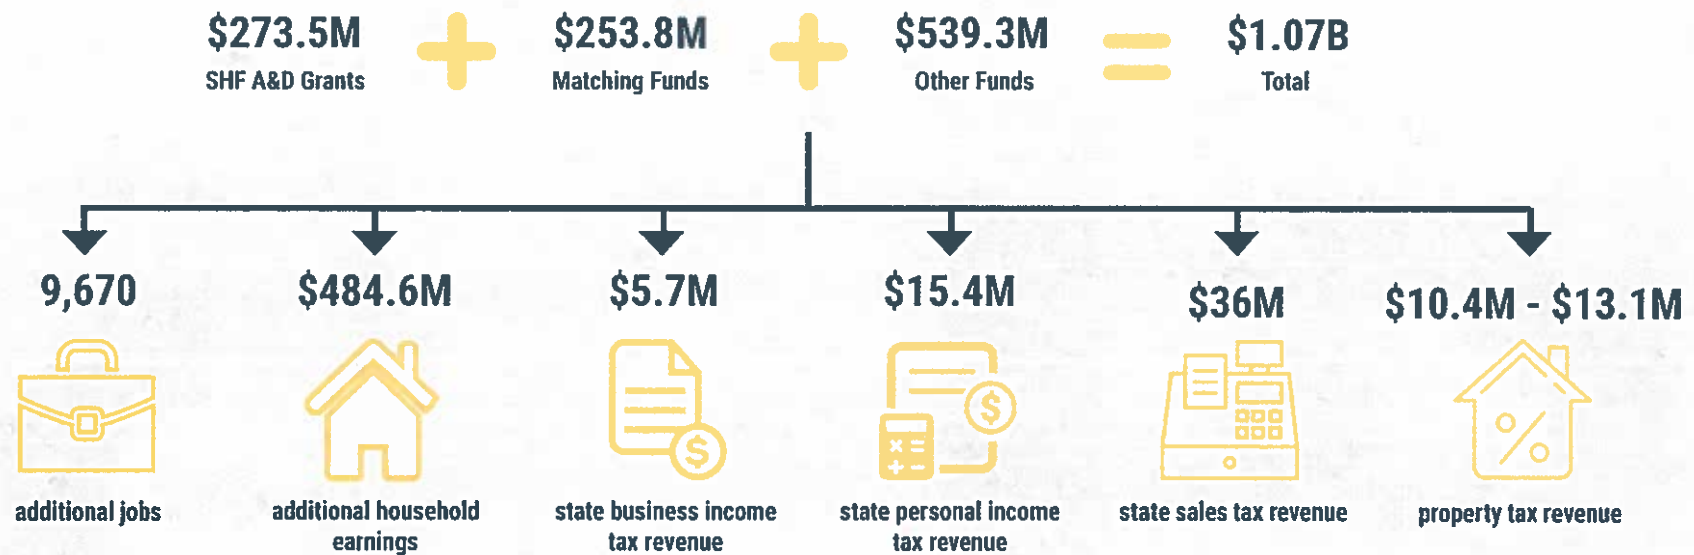 $273.5M + $253.8M + $539.3M = $1.07B
SHF A&D Grants Matching Funds Other Funds Total
9,670 $484.6M $5.7M $15.4M $36M $10.4M - $13.1M
$ $ × = + - %
additional jobs additional household state business income state personal income state sales tax revenue property tax revenue
earnings tax revenue tax revenue